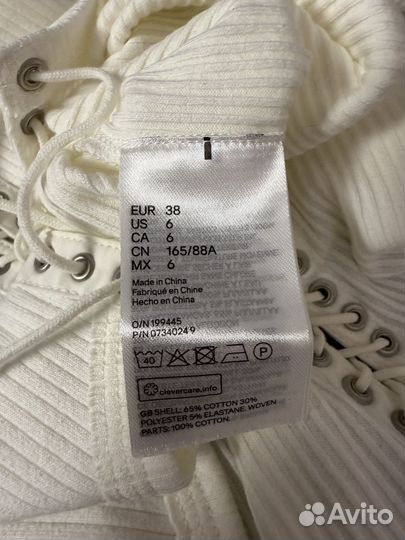 EUR 38
US 6
CA 6
CN 165/88A
MX 6
Made in China
Fabriqué en Chine
Hecho en China
O/N 199445
P/N 0734024 9
40
P
clevercare.info
GB SHELL: 65% COTTON 30%
POLYESTER 5% ELASTANE. WOVEN
PARTS: 100% COTTON.
Avito